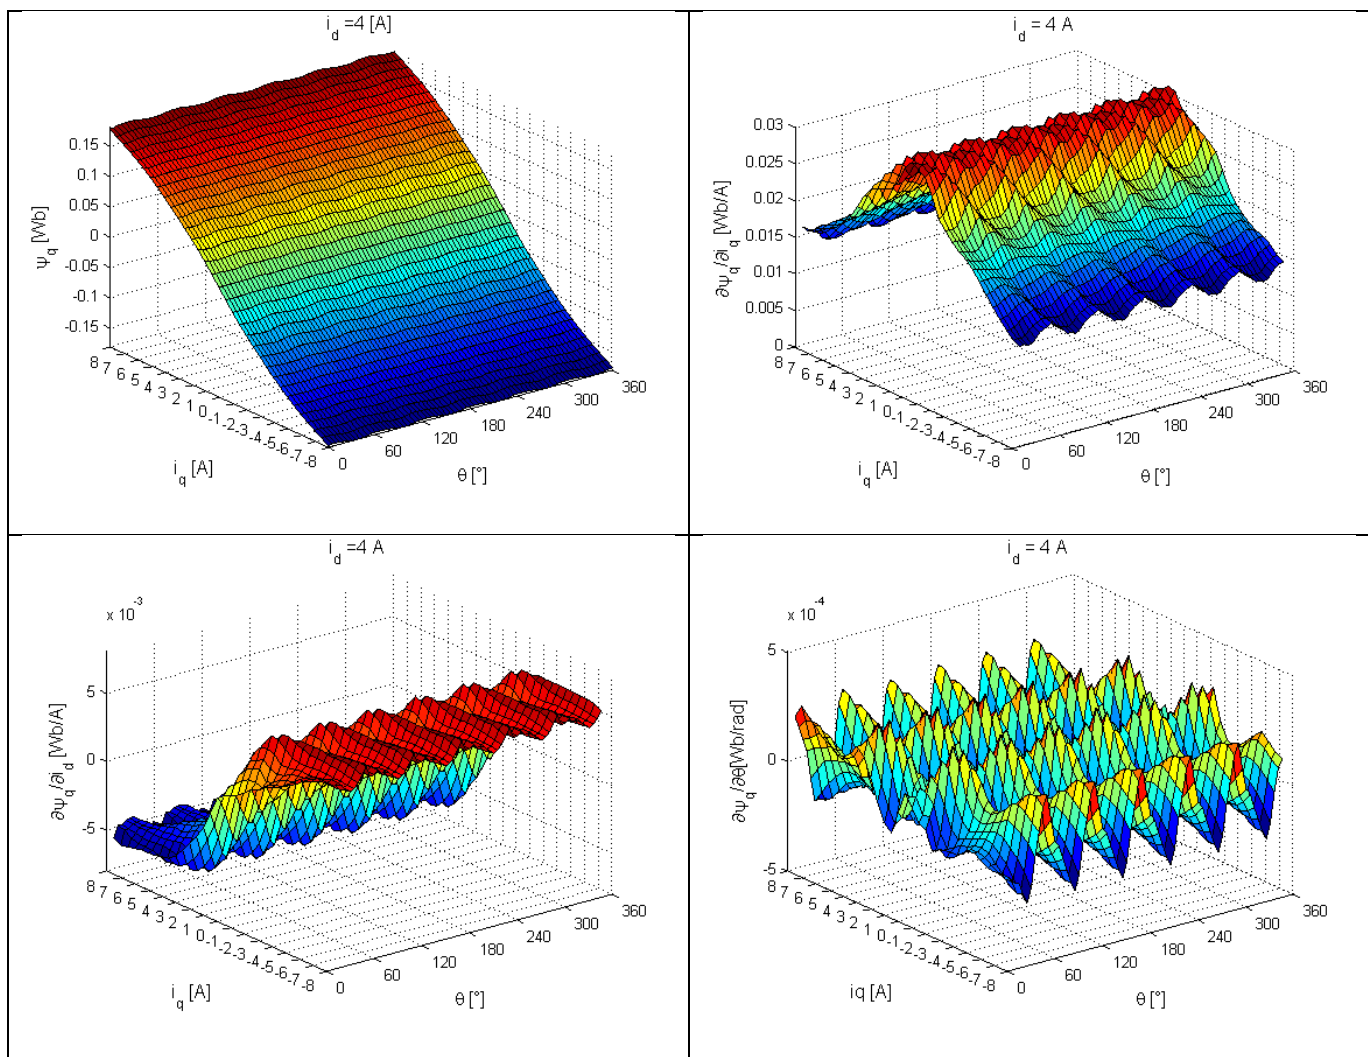 i_d =4 [A]
ψ_q [Wb]
0.15
0.1
0.05
0
-0.05
-0.1
-0.15
8 7 6 5 4 3 2 1 0 -1 -2 -3 -4 -5 -6 -7 -8
i_q [A]
0 60 120 180 240 300 360
θ [°]
i_d = 4 A
∂ψ_q/∂i_q [Wb/A]
0.03
0.025
0.02
0.015
0.01
0.005
0
8 7 6 5 4 3 2 1 0 -1 -2 -3 -4 -5 -6 -7 -8
i_q [A]
0 60 120 180 240 300 360
θ [°]
i_d =4 A
x 10^-3
∂ψ_q/∂i_d [Wb/A]
5
0
-5
8 7 6 5 4 3 2 1 0 -1 -2 -3 -4 -5 -6 -7 -8
i_q [A]
0 60 120 180 240 300 360
θ [°]
i_d = 4 A
x 10^-4
∂ψ_q/∂θ[Wb/rad]
5
0
-5
8 7 6 5 4 3 2 1 0 -1 -2 -3 -4 -5 -6 -7 -8
iq [A]
0 60 120 180 240 300 360
θ [°]